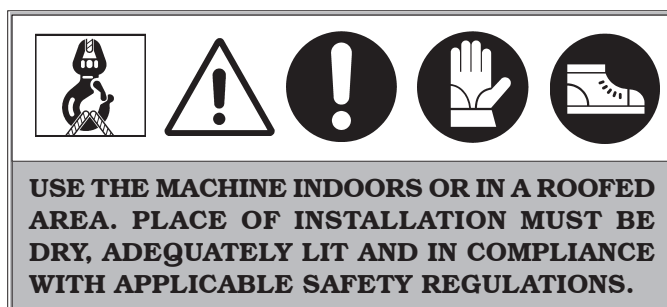 USE THE MACHINE INDOORS OR IN A ROOFED
AREA. PLACE OF INSTALLATION MUST BE
DRY, ADEQUATELY LIT AND IN COMPLIANCE
WITH APPLICABLE SAFETY REGULATIONS.